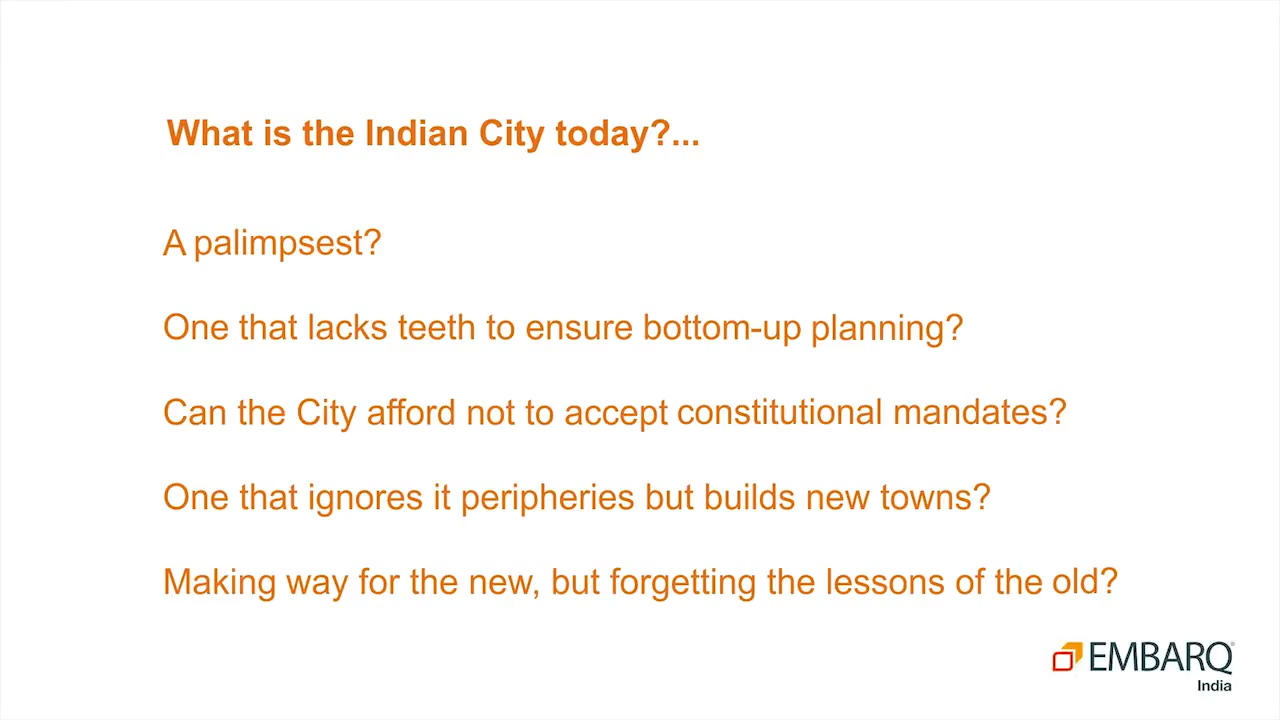 What is the Indian City today?...
A palimpsest?
One that lacks teeth to ensure bottom-up planning?
Can the City afford not to accept constitutional mandates?
One that ignores it peripheries but builds new towns?
Making way for the new, but forgetting the lessons of the old?
EMBARQ®
India